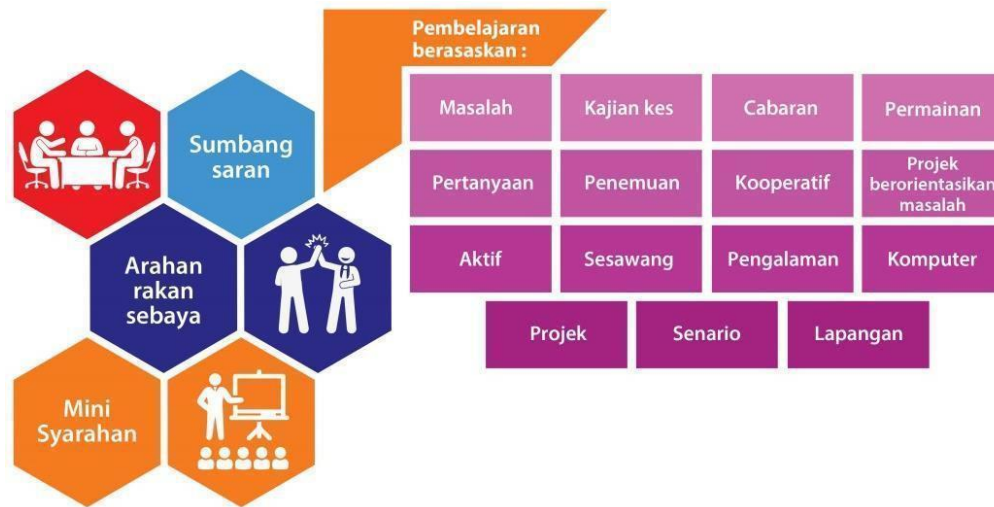 Pembelajaran
berasaskan :
Sumbang
saran
Arahan
rakan
sebaya
Mini
Syarahan
Masalah
Kajian kes
Cabaran
Permainan
Pertanyaan
Penemuan
Kooperatif
Projek
berorientasikan
masalah
Aktif
Sesawang
Pengalaman
Komputer
Projek
Senario
Lapangan